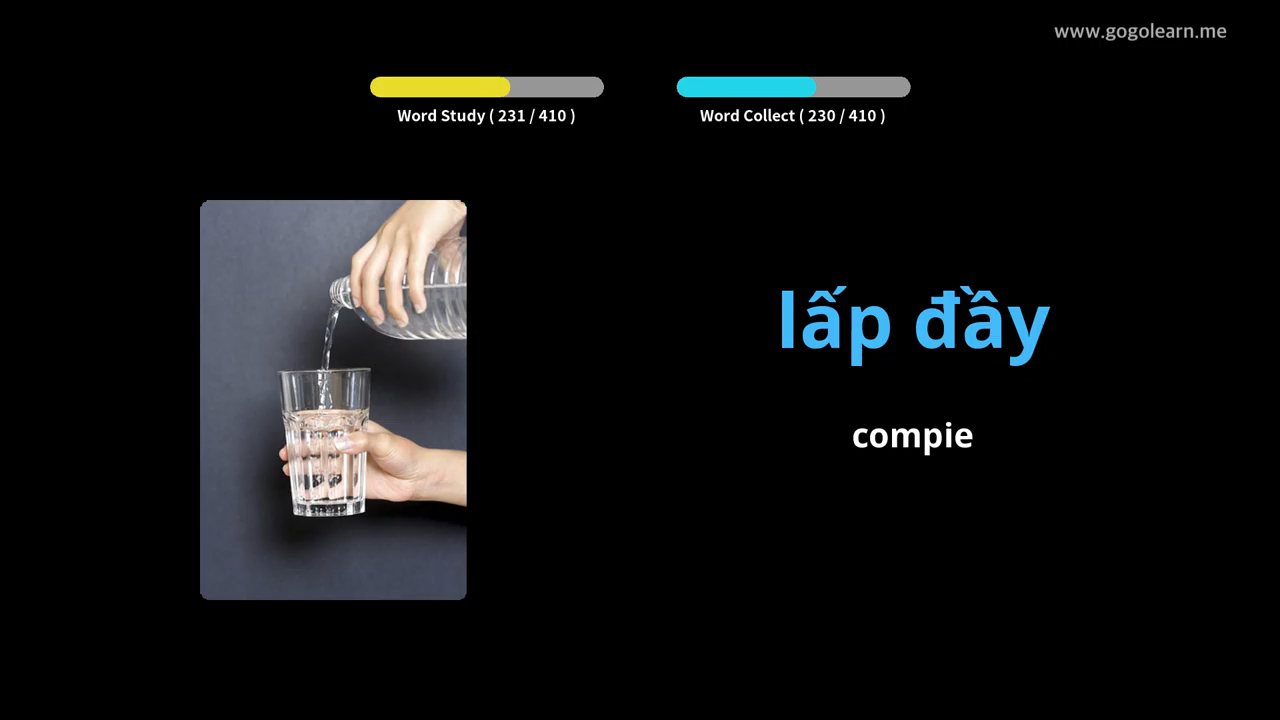 www.gogolearn.me
Word Study ( 231 / 410 )
Word Collect ( 230 / 410 )
lấp đầy
compie